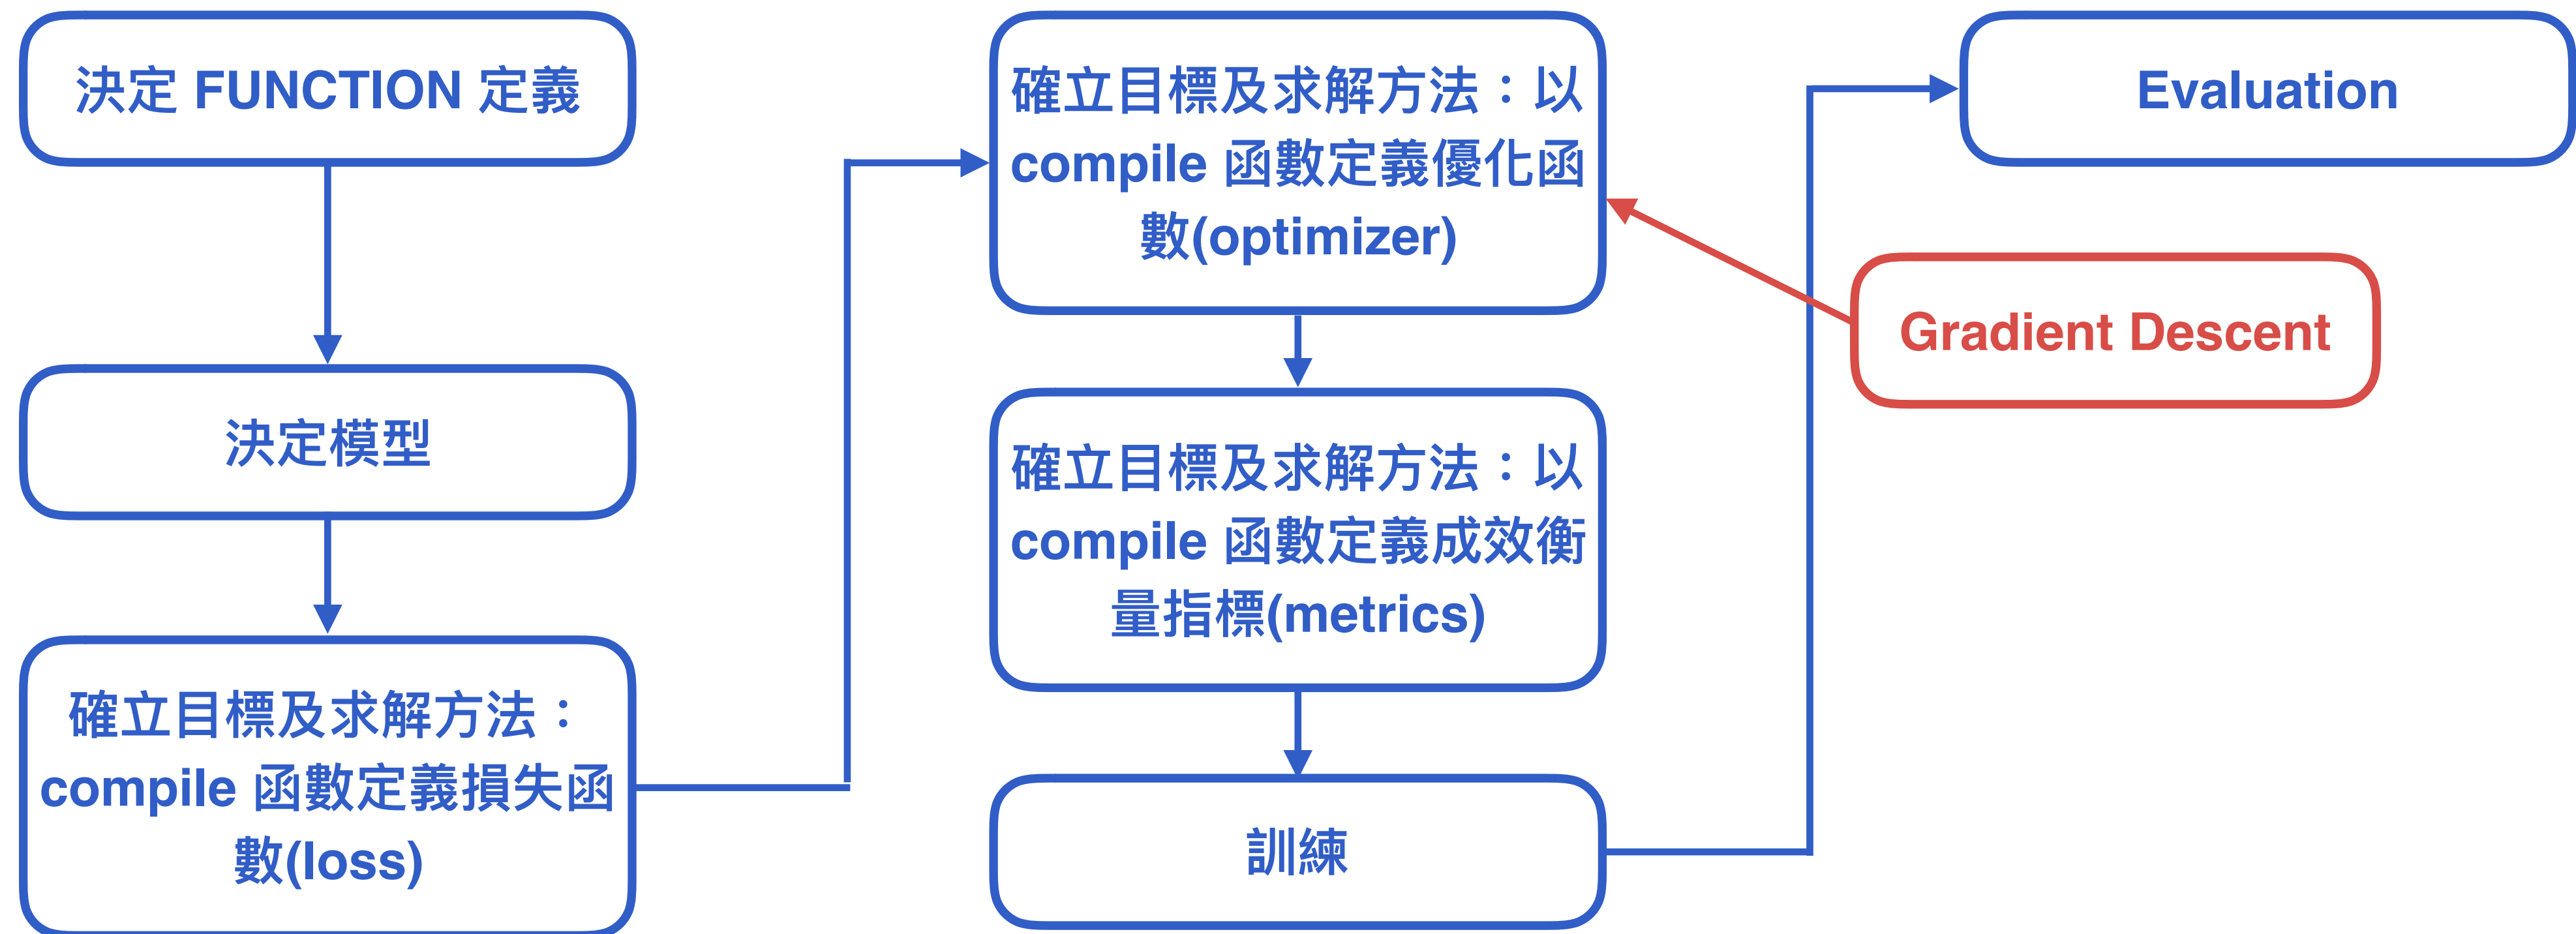 決定 FUNCTION 定義
決定模型
確立目標及求解方法：
compile 函數定義損失函
數(loss)
確立目標及求解方法：以
compile 函數定義優化函
數(optimizer)
確立目標及求解方法：以
compile 函數定義成效衡
量指標(metrics)
訓練
Evaluation
Gradient Descent